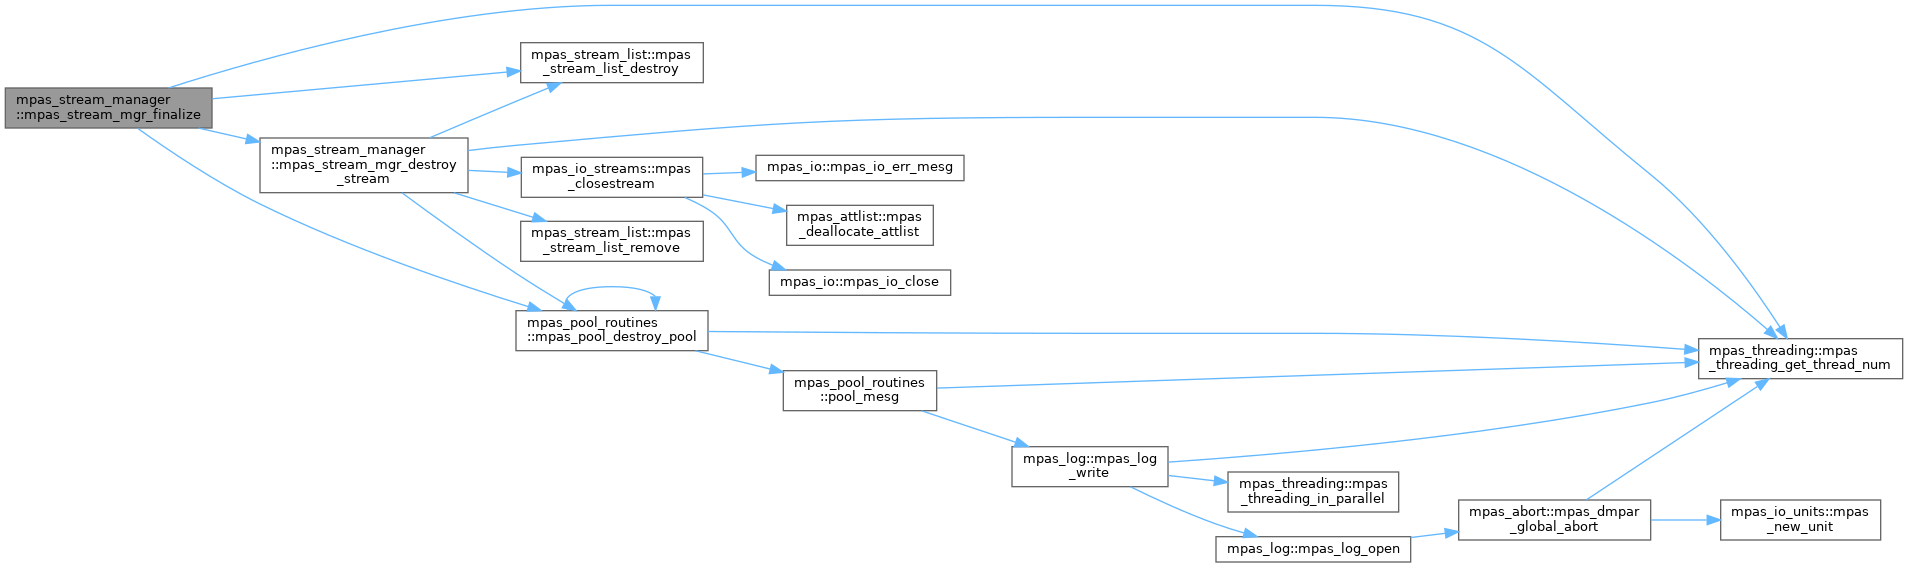 mpas_stream_manager
::mpas_stream_mgr_finalize
mpas_stream_list::mpas
_stream_list_destroy
mpas_stream_manager
::mpas_stream_mgr_destroy
_stream
mpas_io_streams::mpas
_closestream
mpas_io::mpas_io_err_mesg
mpas_attlist::mpas
_deallocate_attlist
mpas_stream_list::mpas
_stream_list_remove
mpas_io::mpas_io_close
mpas_pool_routines
::mpas_pool_destroy_pool
mpas_threading::mpas
_threading_get_thread_num
mpas_pool_routines
::pool_mesg
mpas_log::mpas_log
_write
mpas_threading::mpas
_threading_in_parallel
mpas_abort::mpas_dmpar
_global_abort
mpas_io_units::mpas
_new_unit
mpas_log::mpas_log_open